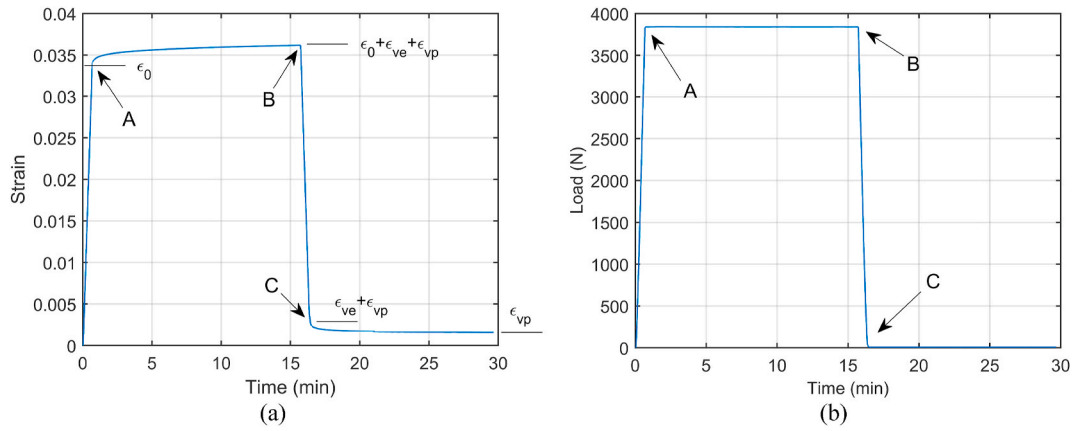 0.04
0.035
0.03
0.025
0.02
0.015
0.01
0.005
0
Strain
0
5
10
15
20
25
30
Time (min)
ϵ0
A
B
ϵ0+ϵve+ϵvp
C
ϵve+ϵvp
ϵvp
(a)
4000
3500
3000
2500
2000
1500
1000
500
0
Load (N)
0
5
10
15
20
25
30
Time (min)
A
B
C
(b)